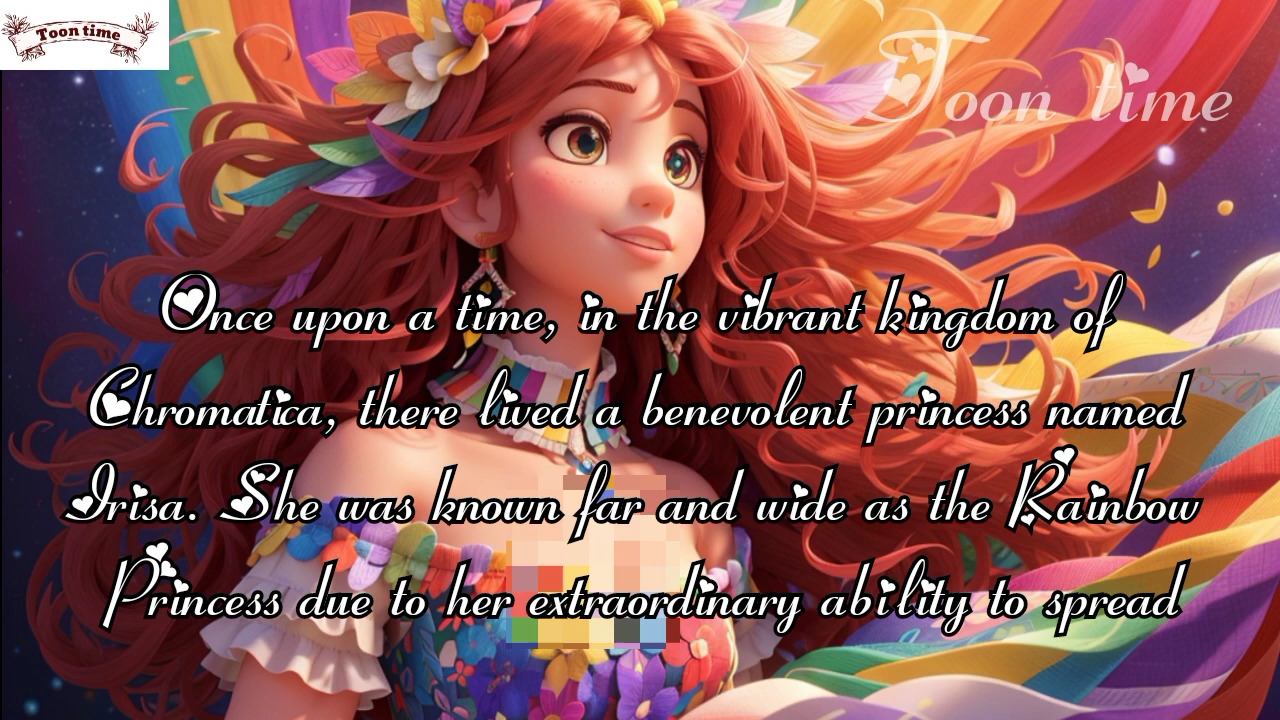 Toon time
Toon time
Once upon a time, in the vibrant kingdom of
Chromatica, there lived a benevolent princess named
Irisa. She was known far and wide as the Rainbow
Princess due to her extraordinary ability to spread